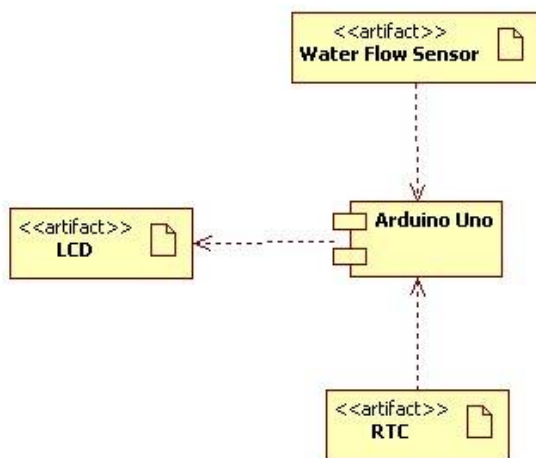 <<artifact>>
Water Flow Sensor
Arduino Uno
<<artifact>>
LCD
<<artifact>>
RTC